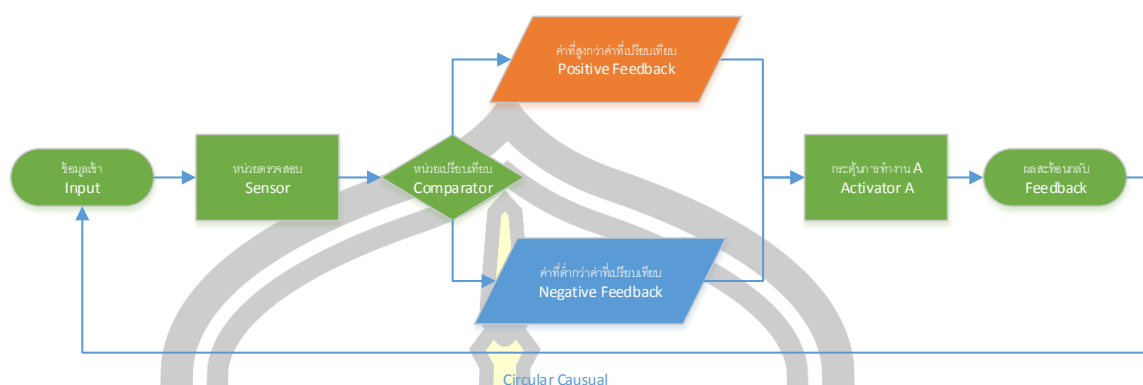 ค่าที่สูงกว่าค่าที่เปรียบเทียบ
Positive Feedback
ข้อมูลเข้า
Input
หน่วยตรวจสอบ
Sensor
หน่วยเปรียบเทียบ
Comparator
กระตุ้นการทำงาน A
Activator A
ผลสะท้อนกลับ
Feedback
ค่าที่ต่ำกว่าค่าที่เปรียบเทียบ
Negative Feedback
Circular Causual